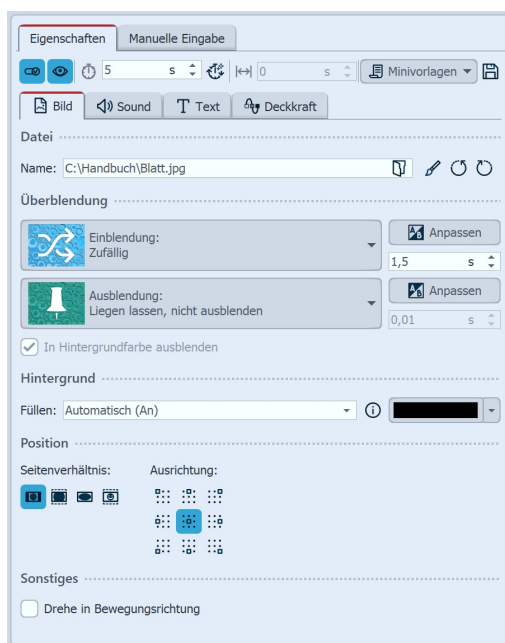 Eigenschaften Manuelle Eingabe
5 s 0 s Minivorlagen
Bild Sound Text Deckkraft
Datei
Name: C:\Handbuch\Blatt.jpg
Überblendung
Einblendung:
Zufällig
Anpassen
1,5 s
Ausblendung:
Liegen lassen, nicht ausblenden
Anpassen
0,01 s
In Hintergrundfarbe ausblenden
Hintergrund
Füllen: Automatisch (An)
Position
Seitenverhältnis: Ausrichtung:
Sonstiges
Drehe in Bewegungsrichtung